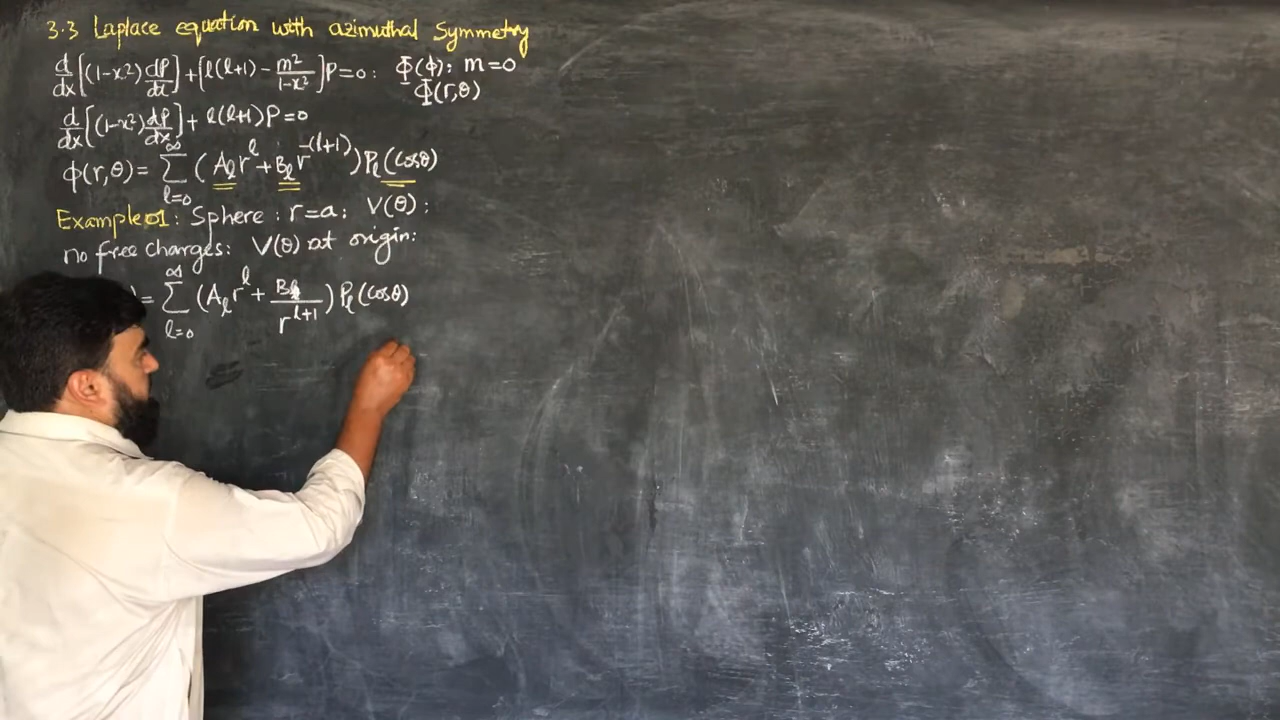 3.3 Laplace equation with azimuthal Symmetry
d/dx[(1-x²)dP/dx]+[l(l+1)-m²/1-x²]P=0: Φ(ϕ); m=0
Φ(r,θ)
d/dx[(1-x²)dP/dx]+l(l+1)P=0
ϕ(r,θ)=∑_{l=0}^{∞}(A_l r^l+B_l r^{-(l+1)})P_l(cosθ)
Example 01: Sphere: r=a: V(θ):
no free charges: V(θ) at origin:
)=∑_{l=0}^{∞}(A_l r^l+B_l/r^{l+1})P_l(cosθ)